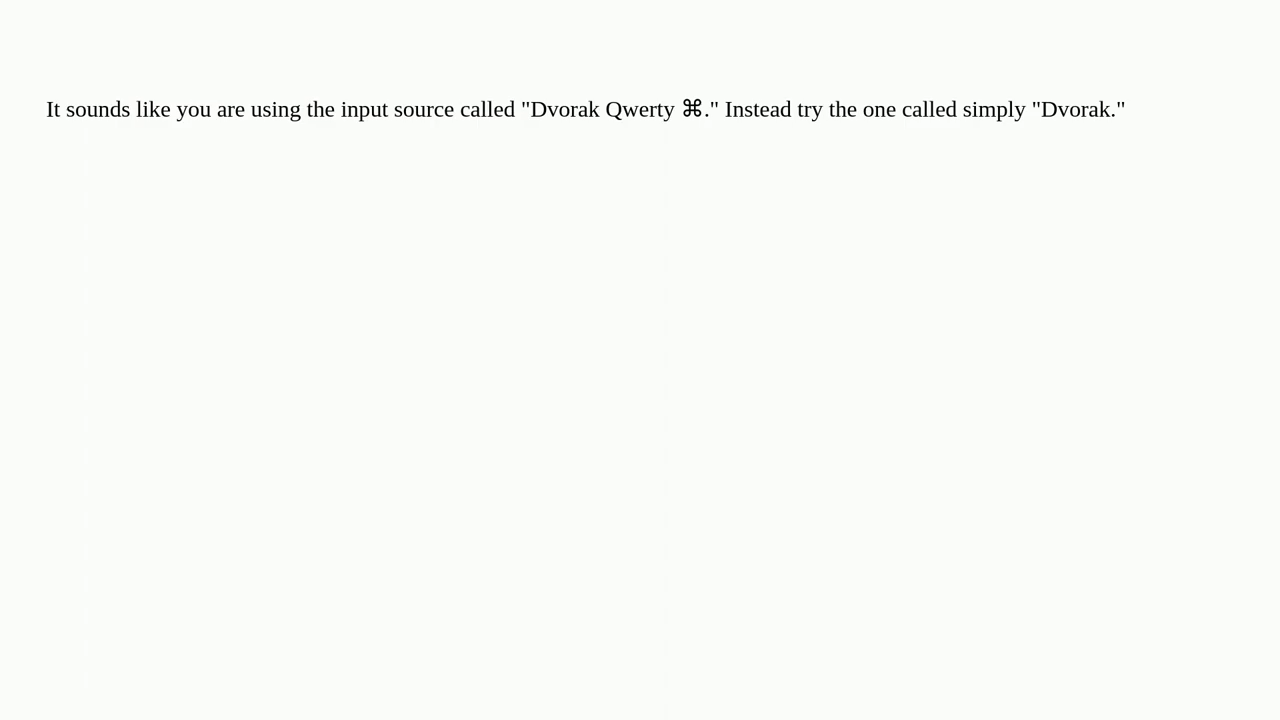 It sounds like you are using the input source called "Dvorak Qwerty ⌘." Instead try the one called simply "Dvorak."